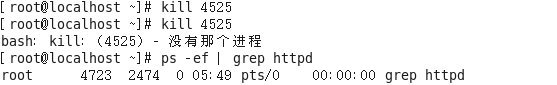 [root@localhost ~]# kill 4525
[root@localhost ~]# kill 4525
bash: kill: (4525) - 没有那个进程
[root@localhost ~]# ps -ef | grep httpd
root      4723  2474  0 05:49 pts/0    00:00:00 grep httpd